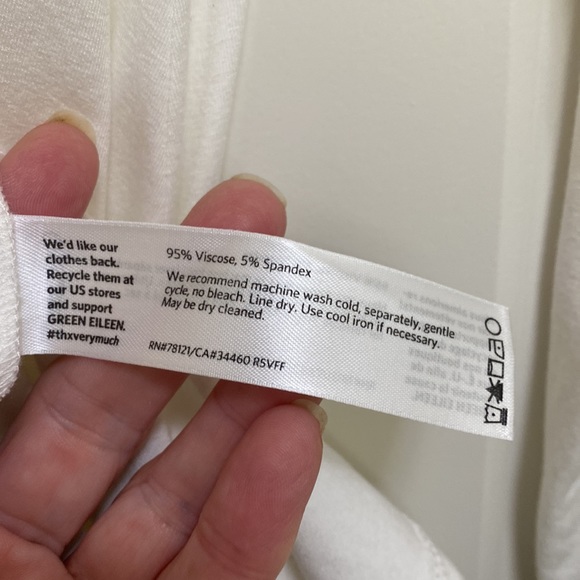 We'd like our
clothes back.
Recycle them at
our US stores
and support
GREEN EILEEN.
#thxverymuch
95% Viscose, 5% Spandex
We recommend machine wash cold, separately, gentle
cycle, no bleach. Line dry. Use cool iron if necessary.
May be dry cleaned.
RN#78121/CA#34460 R5VFF